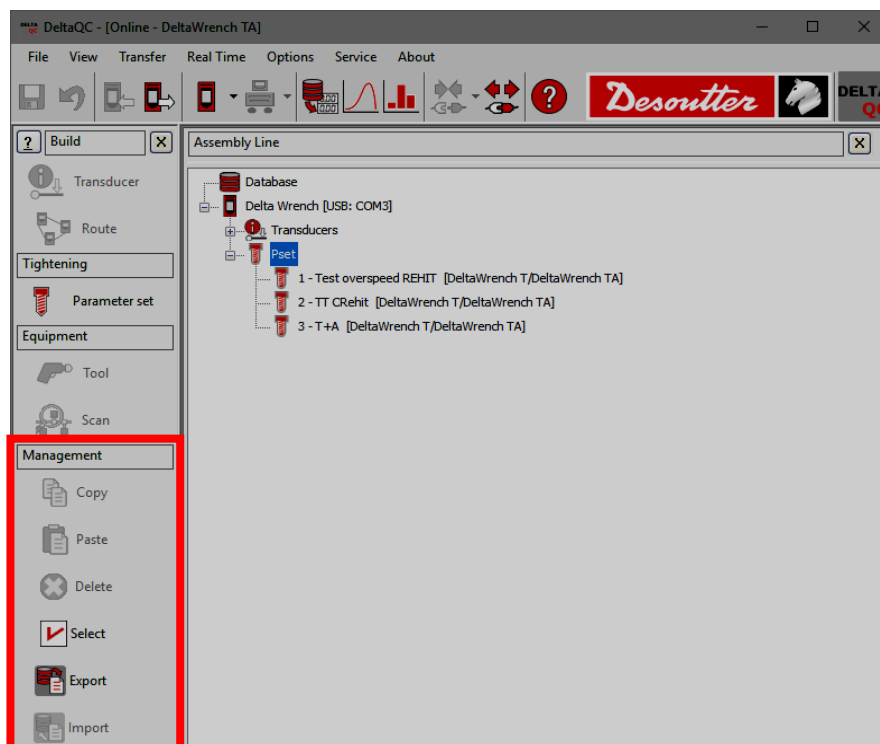 DeltaQC - [Online - DeltaWrench TA]
File View Transfer Real Time Options Service About
Desoutter
DELTA
QC
? Build
Assembly Line
Transducer
Route
Tightening
Parameter set
Equipment
Tool
Scan
Management
Copy
Paste
Delete
Select
Export
Import
Database
Delta Wrench [USB: COM3]
Transducers
Pset
1 - Test overspeed REHIT [DeltaWrench T/DeltaWrench TA]
2 - TT CRehit [DeltaWrench T/DeltaWrench TA]
3 - T+A [DeltaWrench T/DeltaWrench TA]